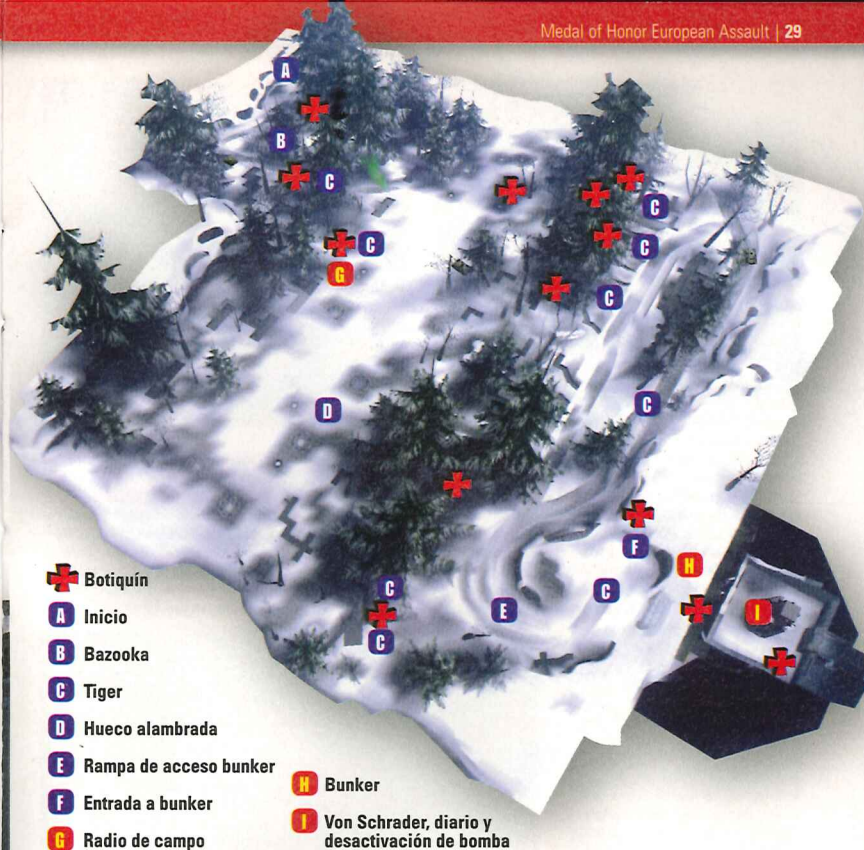 Medal of Honor European Assault | 29
A
B
C
C
G
C
C
C
C
D
F
H
C
C
E
I
C
Botiquín
A Inicio
B Bazooka
C Tiger
D Hueco alambrada
E Rampa de acceso bunker
F Entrada a bunker
G Radio de campo
H Bunker
I Von Schrader, diario y
desactivación de bomba